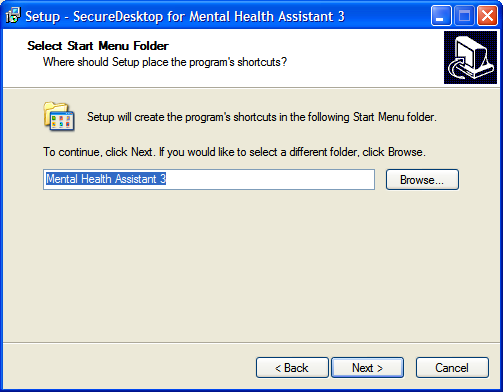 Setup - SecureDesktop for Mental Health Assistant 3
Select Start Menu Folder
Where should Setup place the program's shortcuts?
Setup will create the program's shortcuts in the following Start Menu folder.
To continue, click Next. If you would like to select a different folder, click Browse.
Mental Health Assistant 3
Browse...
< Back
Next >
Cancel